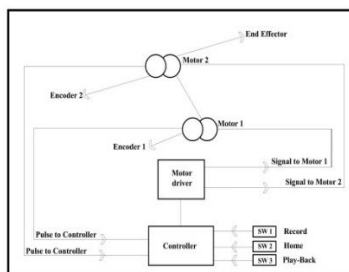 End Effector
Motor 2
Encoder 2
Motor 1
Encoder 1
Signal to Motor 1
Motor
driver
Signal to Motor 2
Pulse to Controller
SW 1 Record
Controller
SW 2 Home
Pulse to Controller
SW 3 Play-Back